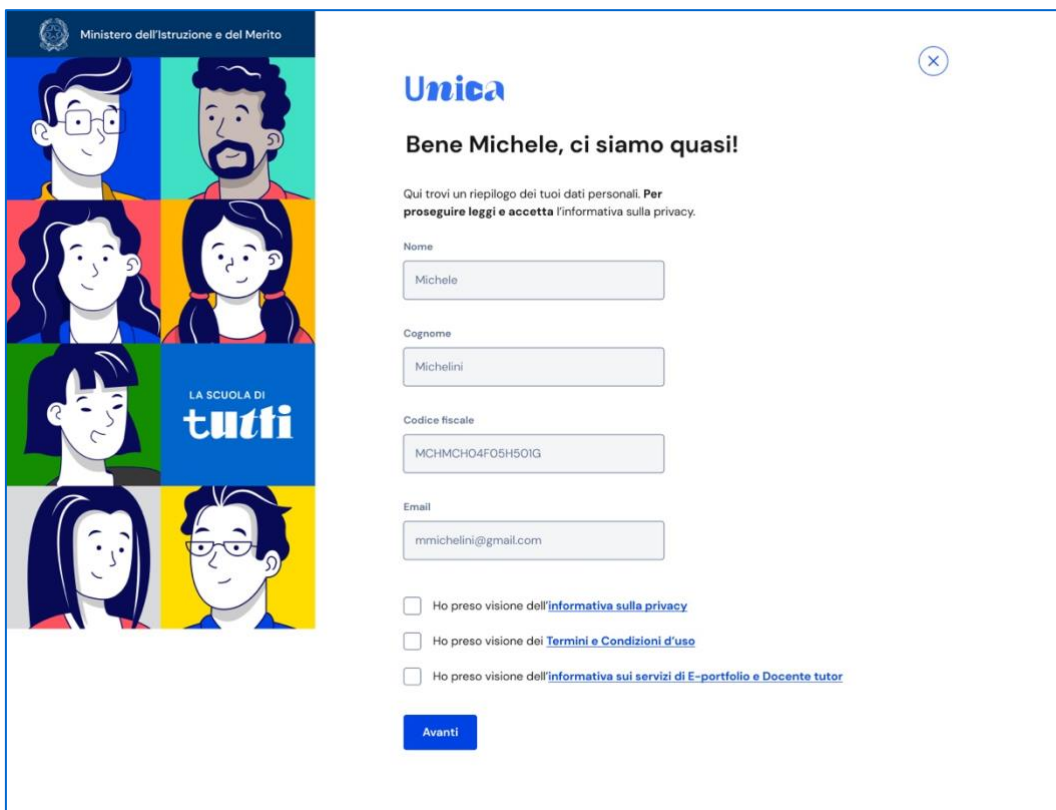 Ministero dell'Istruzione e del Merito
LA SCUOLA DI
tutti
Unica
Bene Michele, ci siamo quasi!
Qui trovi un riepilogo dei tuoi dati personali. Per
proseguire leggi e accetta l'informativa sulla privacy.
Nome
Michele
Cognome
Michelini
Codice fiscale
MCHMCH04F05H501G
Email
mmichelini@gmail.com
Ho preso visione dell'informativa sulla privacy
Ho preso visione dei Termini e Condizioni d'uso
Ho preso visione dell'informativa sui servizi di E-portfolio e Docente tutor
Avanti